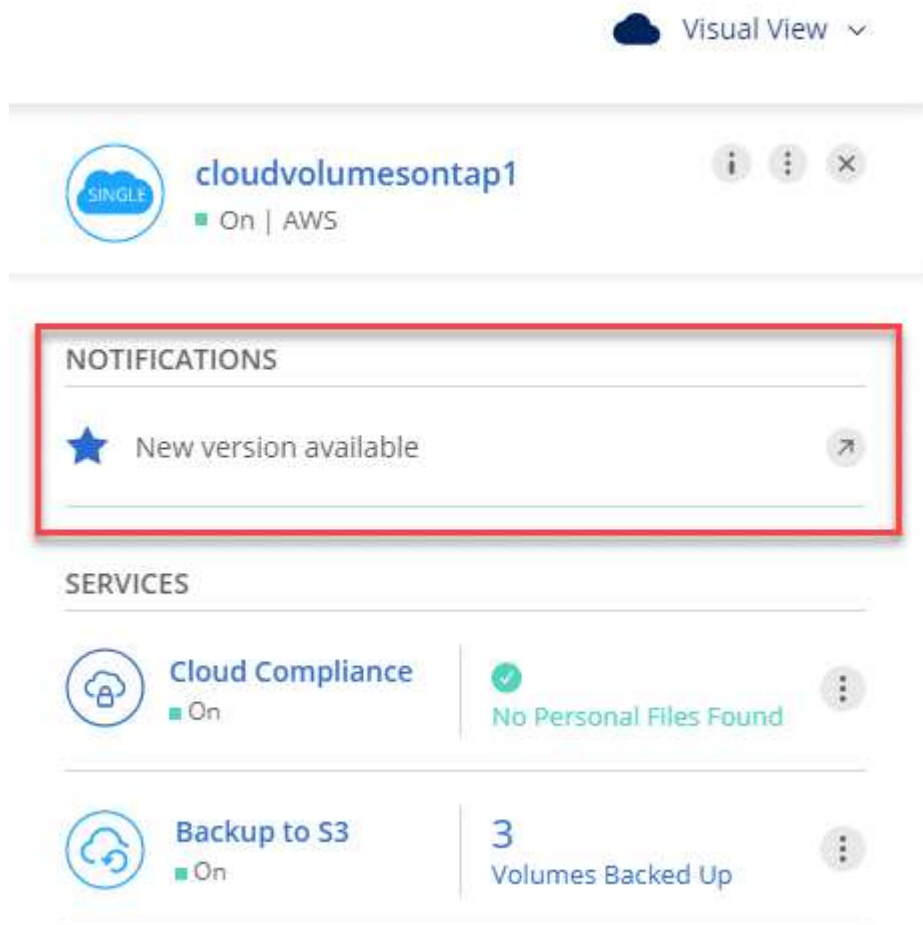 Visual View
SINGLE
cloudvolumesontap1
On | AWS
NOTIFICATIONS
New version available
SERVICES
Cloud Compliance
On
No Personal Files Found
Backup to S3
On
3
Volumes Backed Up